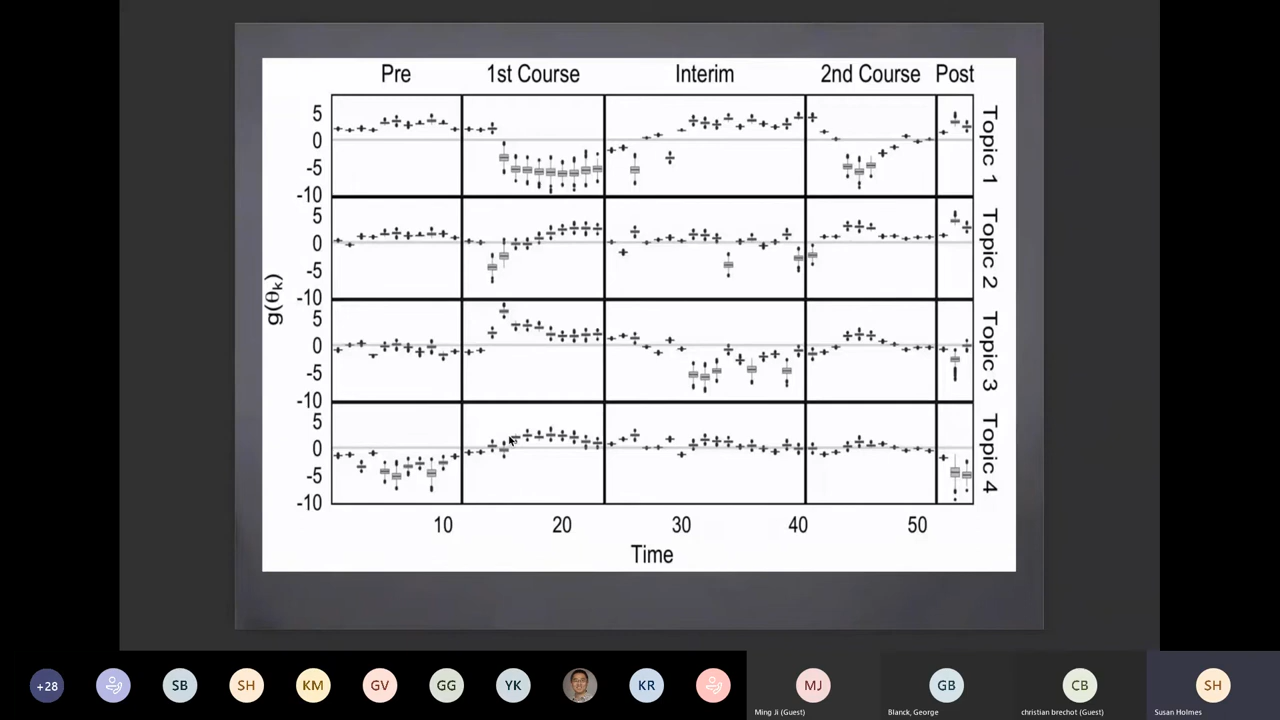 Pre 1st Course Interim 2nd Course Post
5
0
-5
-10
Topic 1
5
0
-5
-10
Topic 2
g(θk)
5
0
-5
-10
Topic 3
5
0
-5
-10
Topic 4
10 20 30 40 50
Time
+28 SB SH KM GV GG YK KR MJ GB CB SH
Ming Ji (Guest) Blanck, George christian brechot (Guest) Susan Holmes